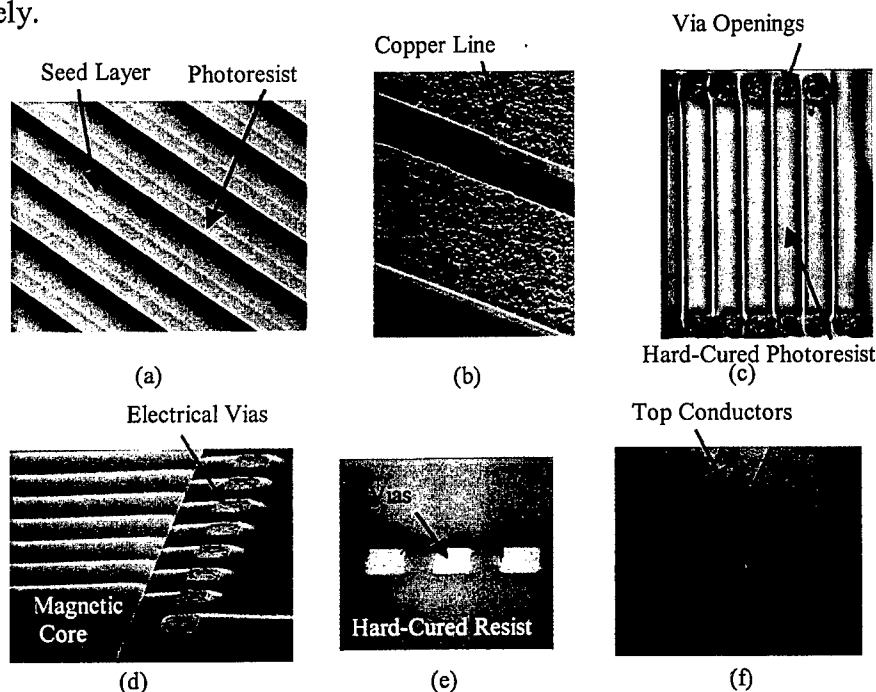 ely.
Seed Layer
Photoresist
Copper Line
Via Openings
Hard-Cured Photoresist
(a)
(b)
(c)
Electrical Vias
Top Conductors
Magnetic
Core
ias
Hard-Cured Resist
(d)
(e)
(f)